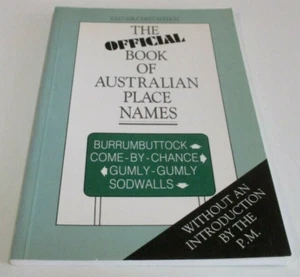 THE
OFFICIAL
BOOK OF
AUSTRALIAN
PLACE
NAMES
BURRUMBUTTOCK
COME-BY-CHANCE
GUMLY-GUMLY
SODWALLS
WITHOUT AN
INTRODUCTION
BY THE
P.M.